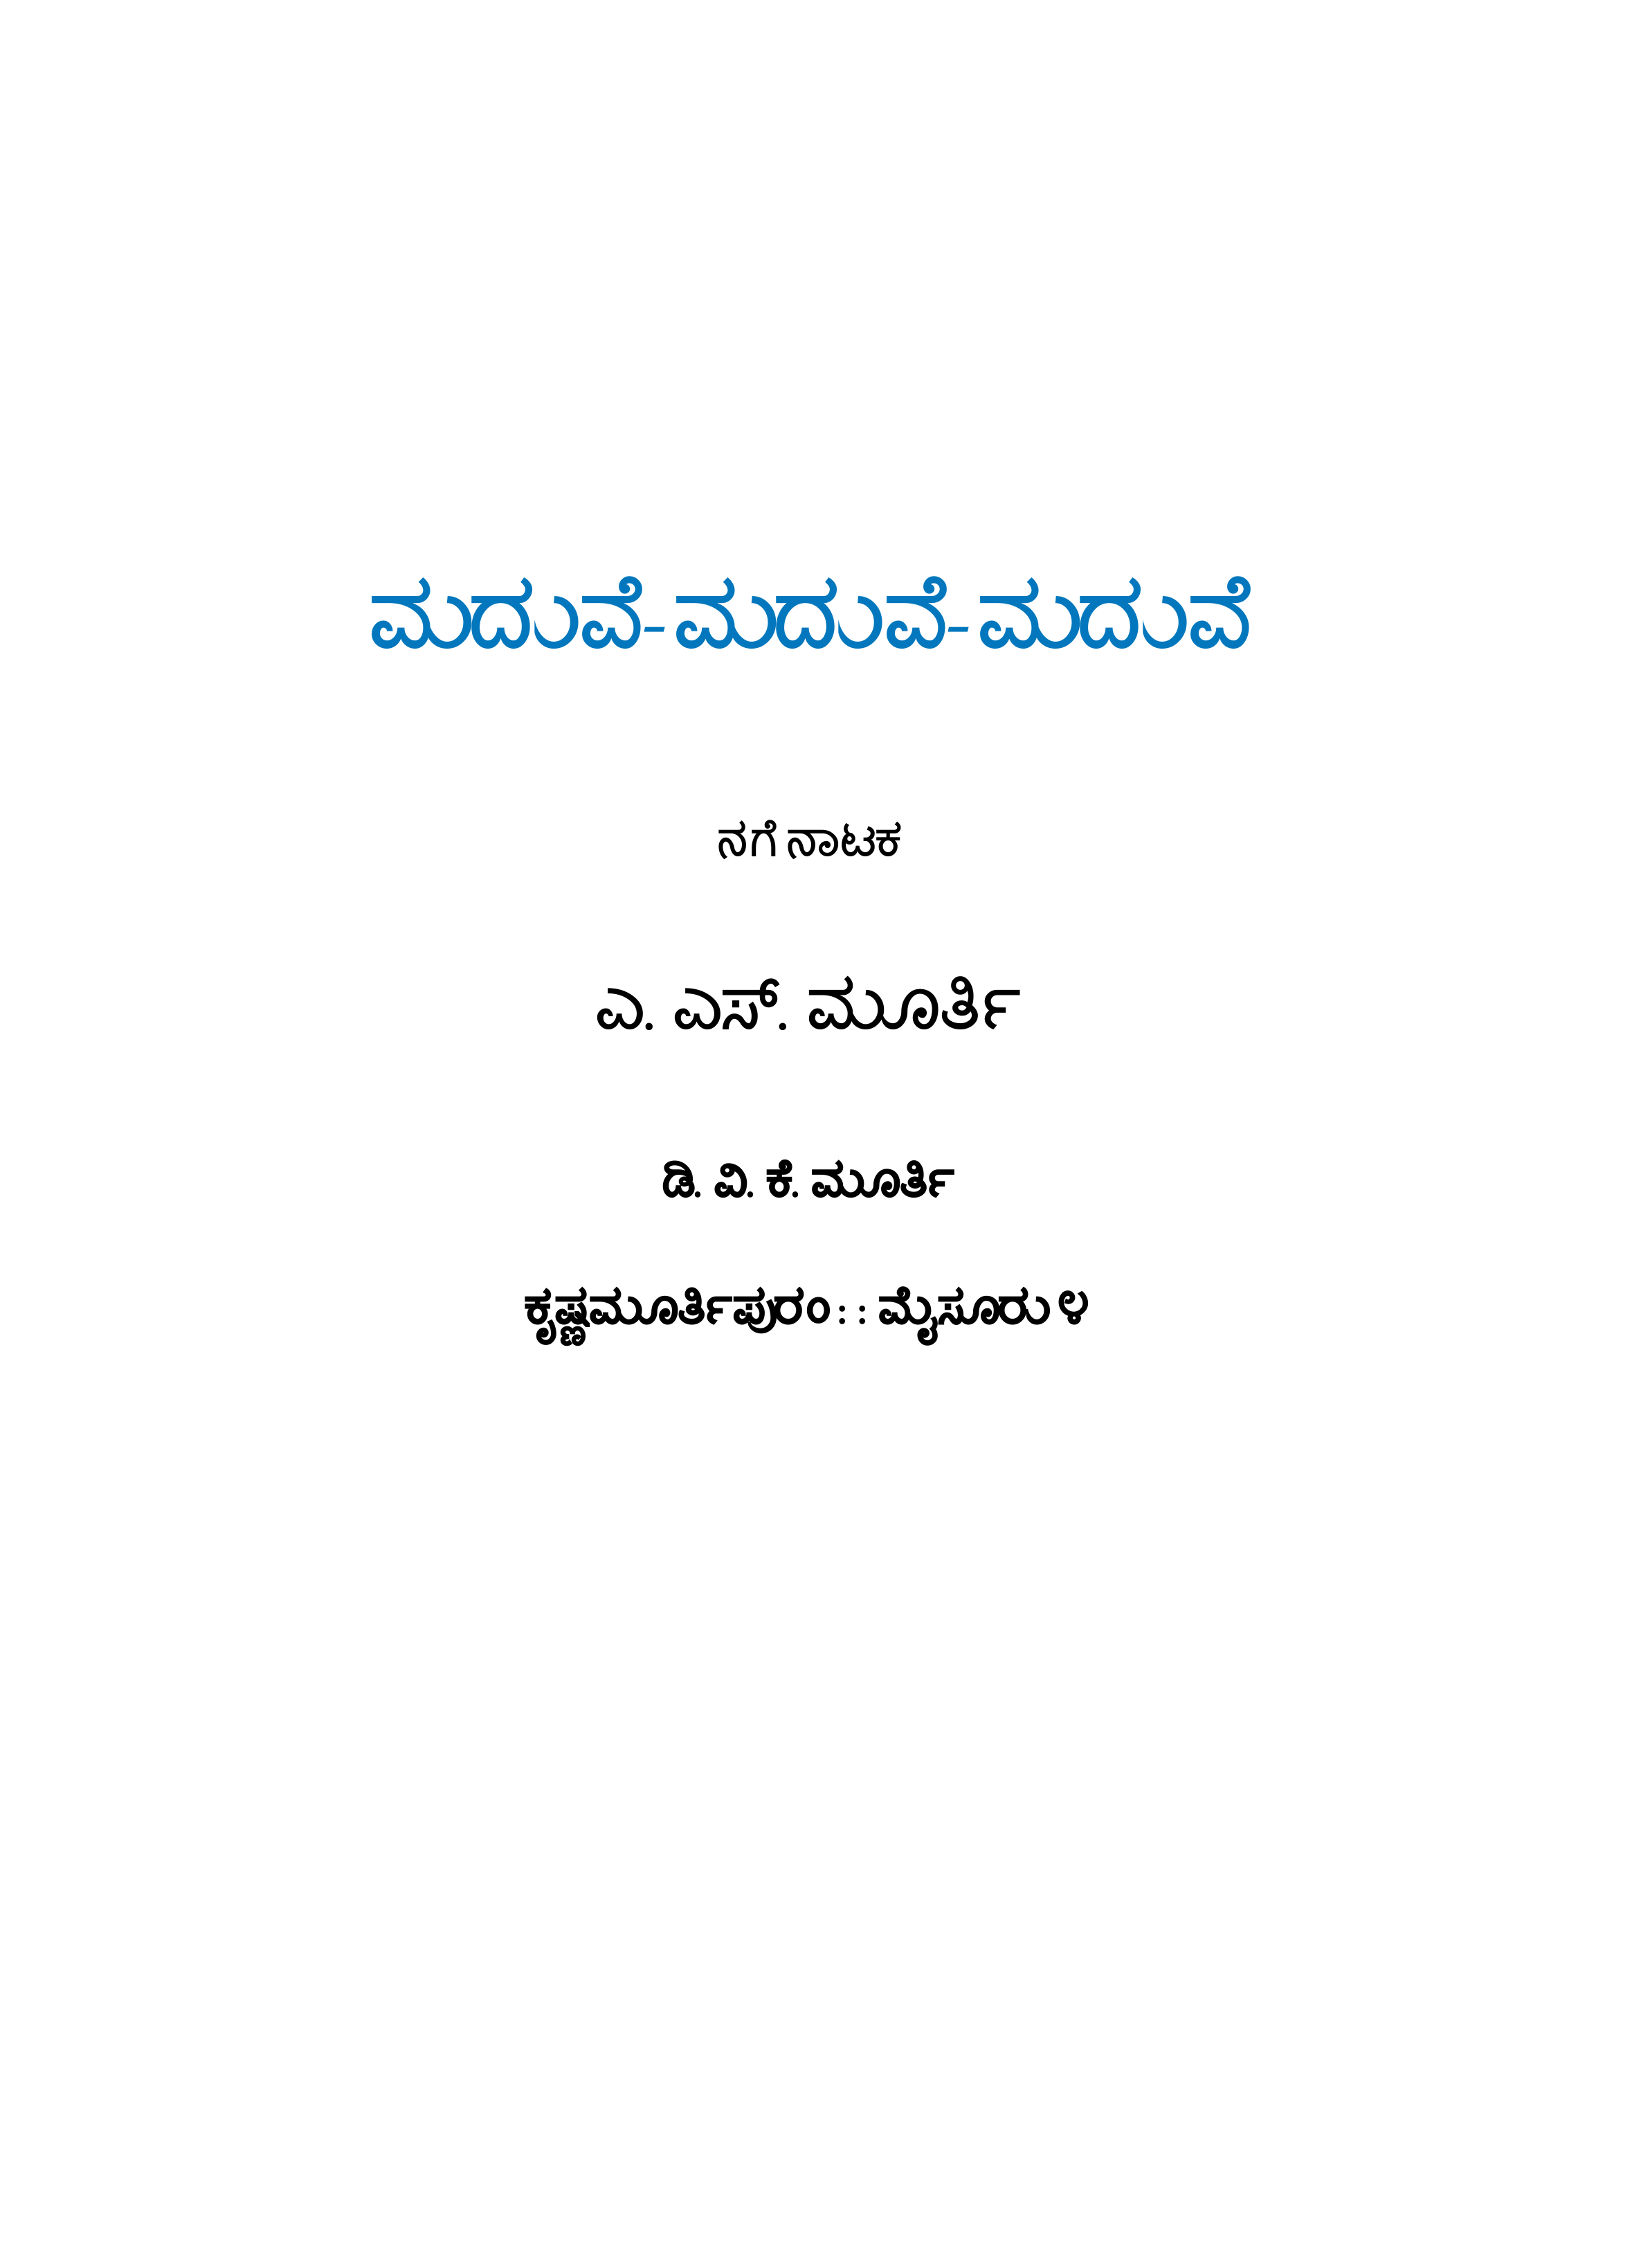 ಮದುವೆ-ಮದುವೆ-ಮದುವೆ
ನಗೆ ನಾಟಕ
ಎ. ಎಸ್. ಮೂರ್ತಿ
ಡಿ. ವಿ. ಕೆ. ಮೂರ್ತಿ
ಕೃಷ್ಣಮೂರ್ತಿಪುರಂ : : ಮೈಸೂರು ೪